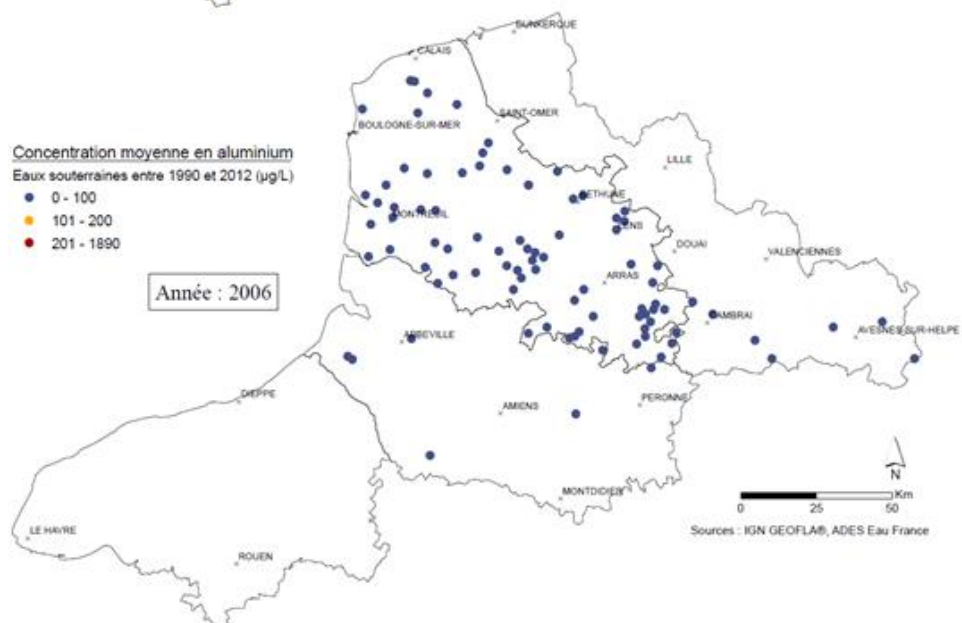 DUNKERQUE
CALAIS
SAINT-OMER
BOULOGNE-SUR-MER
Concentration moyenne en aluminium
Eaux souterraines entre 1990 et 2012 (µg/L)
0 - 100
101 - 200
201 - 1890
LILLE
BETHUNE
MONTREUIL
LENS
DOUAI
VALENCIENNES
ARRAS
Année : 2006
CAMBRAI
AVESNES-SUR-HELPE
ABBEVILLE
DIEPPE
AMIENS
PERONNE
N
MONTDIDIER
Km
0 25 50
Sources : IGN GEOFLA®, ADES Eau France
LE HAVRE
ROUEN